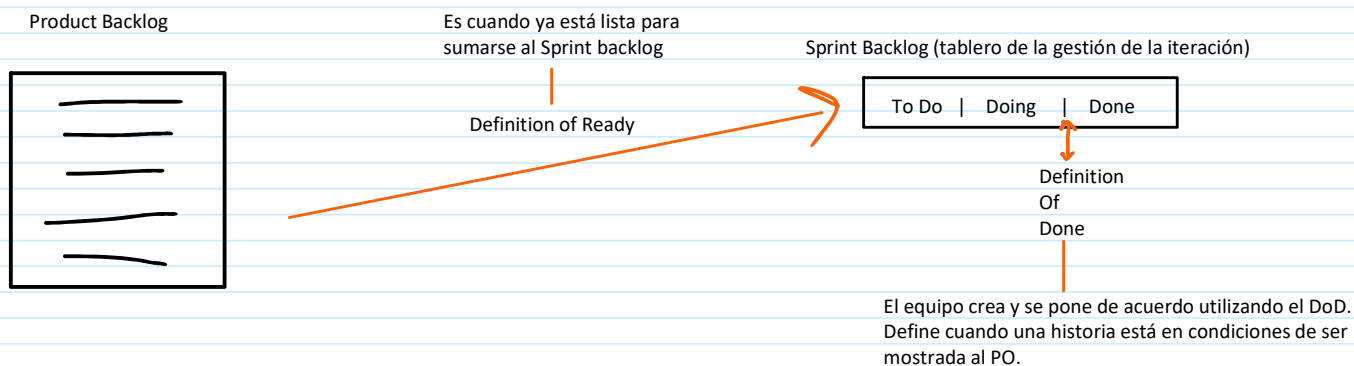 Product Backlog
Es cuando ya está lista para
sumarse al Sprint backlog
Definition of Ready
Sprint Backlog (tablero de la gestión de la iteración)
To Do | Doing | Done
Definition
Of
Done
El equipo crea y se pone de acuerdo utilizando el DoD.
Define cuando una historia está en condiciones de ser
mostrada al PO.